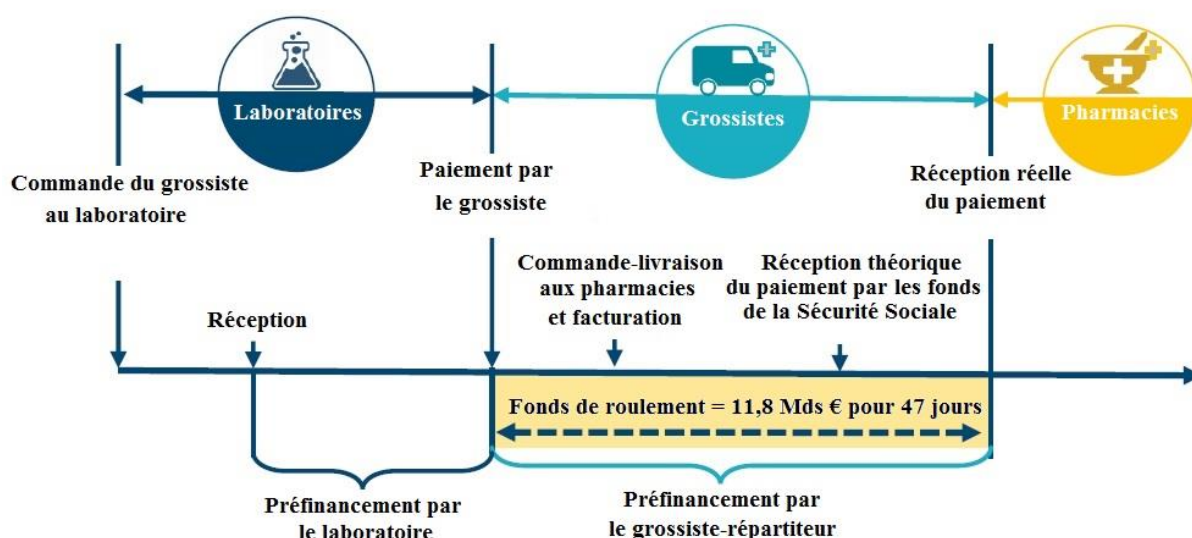 Laboratoires
Grossistes
Pharmacies
Commande du grossiste
au laboratoire
Paiement par
le grossiste
Réception réelle
du paiement
Réception
Commande-livraison
aux pharmacies
et facturation
Réception théorique
du paiement par les fonds
de la Sécurité Sociale
Fonds de roulement = 11,8 Mds € pour 47 jours
Préfinancement par
le laboratoire
Préfinancement par
le grossiste-répartiteur